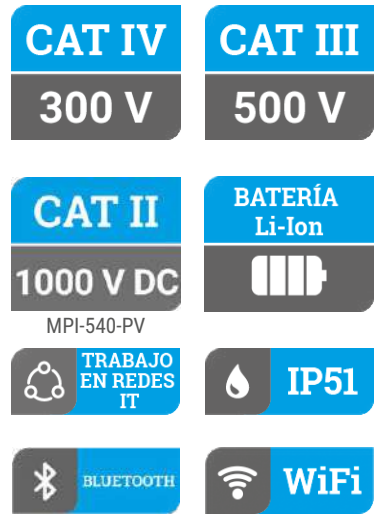 CAT IV
300 V
CAT III
500 V
CAT II
1000 V DC
MPI-540-PV
BATERÍA
Li-Ion
TRABAJO
EN REDES
IT
IP51
BLUETOOTH
WiFi